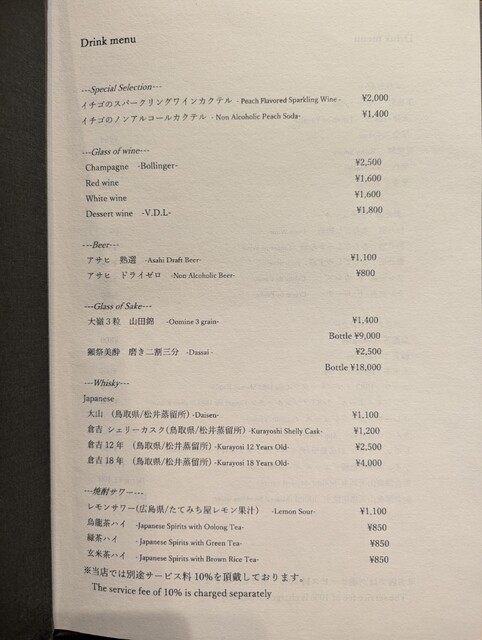 Drink menu
---Special Selection---
イチゴのスパークリングワインカクテル - Peach Flavored Sparkling Wine - ¥2,000
イチゴのノンアルコールカクテル - Non Alcoholic Peach Soda- ¥1,400
---Glass of wine---
Champagne -Bollinger- ¥2,500
Red wine ¥1,600
White wine ¥1,600
Dessert wine -V.D.L- ¥1,800
---Beer---
アサヒ 熟選 -Asahi Draft Beer- ¥1,100
アサヒ ドライゼロ -Non Alcoholic Beer- ¥800
---Glass of Sake---
大嶺3粒 山田錦 -Oomine 3 grain- ¥1,400
Bottle ¥9,000
獺祭美酔 磨き二割三分 -Dassai - ¥2,500
Bottle ¥18,000
---Whisky---
Japanese
大山 (鳥取県/松井蒸留所) -Daisen- ¥1,100
倉吉 シェリーカスク(鳥取県/松井蒸留所) -Kurayoshi Shelly Cask- ¥1,200
倉吉12年 (鳥取県/松井蒸留所) -Kurayosi 12 Years Old- ¥2,500
倉吉18年 (鳥取県/松井蒸留所) -Kurayosi 18 Years Old- ¥4,000
---焼酎サワー---
レモンサワー(広島県/たてみち屋レモン果汁) -Lemon Sour- ¥1,100
烏龍茶ハイ - Japanese Spirits with Oolong Tea- ¥850
緑茶ハイ - Japanese Spirits with Green Tea- ¥850
玄米茶ハイ - Japanese Spirits with Brown Rice Tea- ¥850
※当店では別途サービス料 10%を頂戴しております。
The service fee of 10% is charged separately